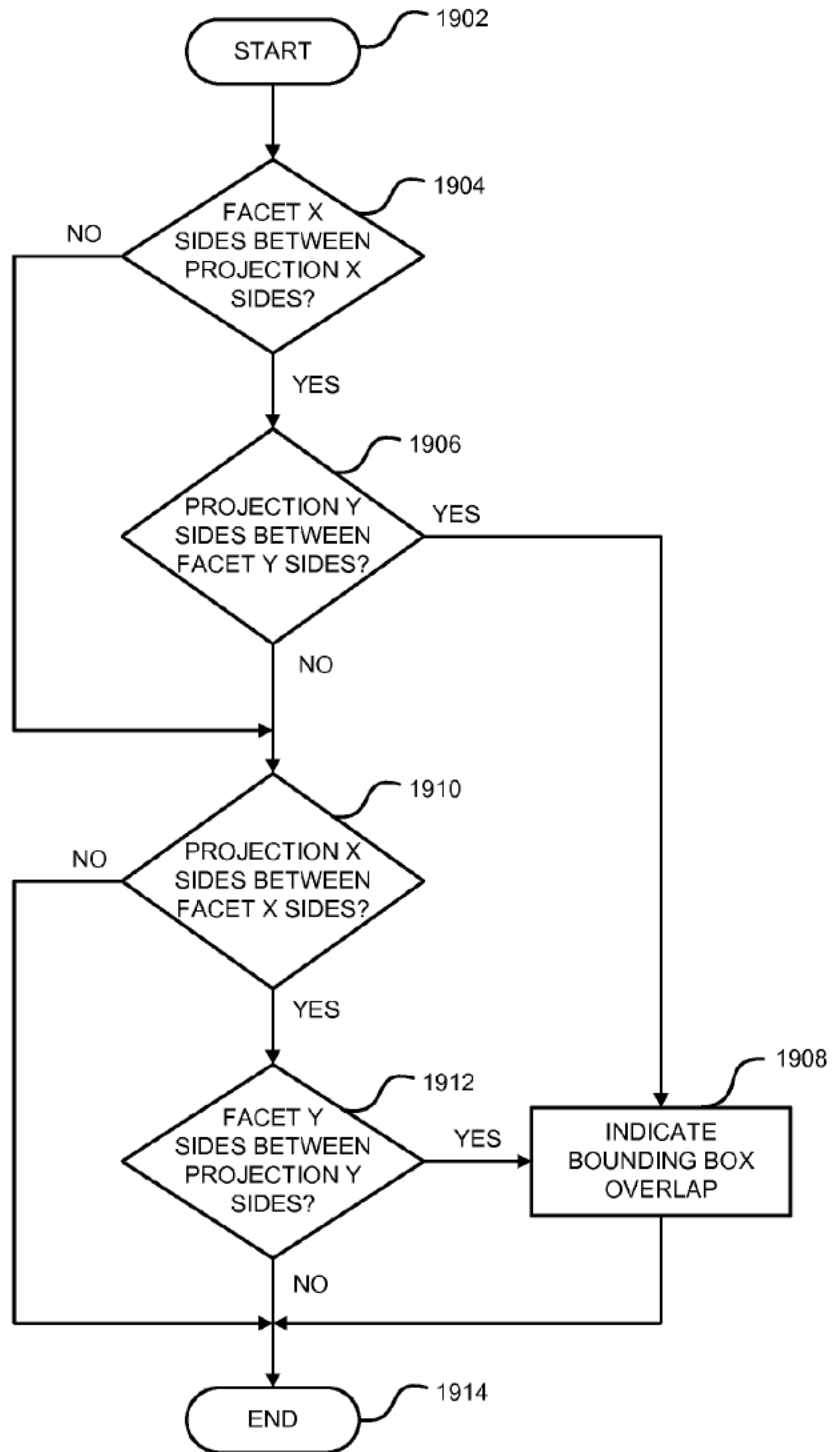 1902
START
1904
FACET X
SIDES BETWEEN
PROJECTION X
SIDES?
NO
YES
1906
PROJECTION Y
SIDES BETWEEN
FACET Y SIDES?
YES
NO
1910
PROJECTION X
SIDES BETWEEN
FACET X SIDES?
NO
YES
1912
FACET Y
SIDES BETWEEN
PROJECTION Y
SIDES?
YES
NO
1908
INDICATE
BOUNDING BOX
OVERLAP
END
1914